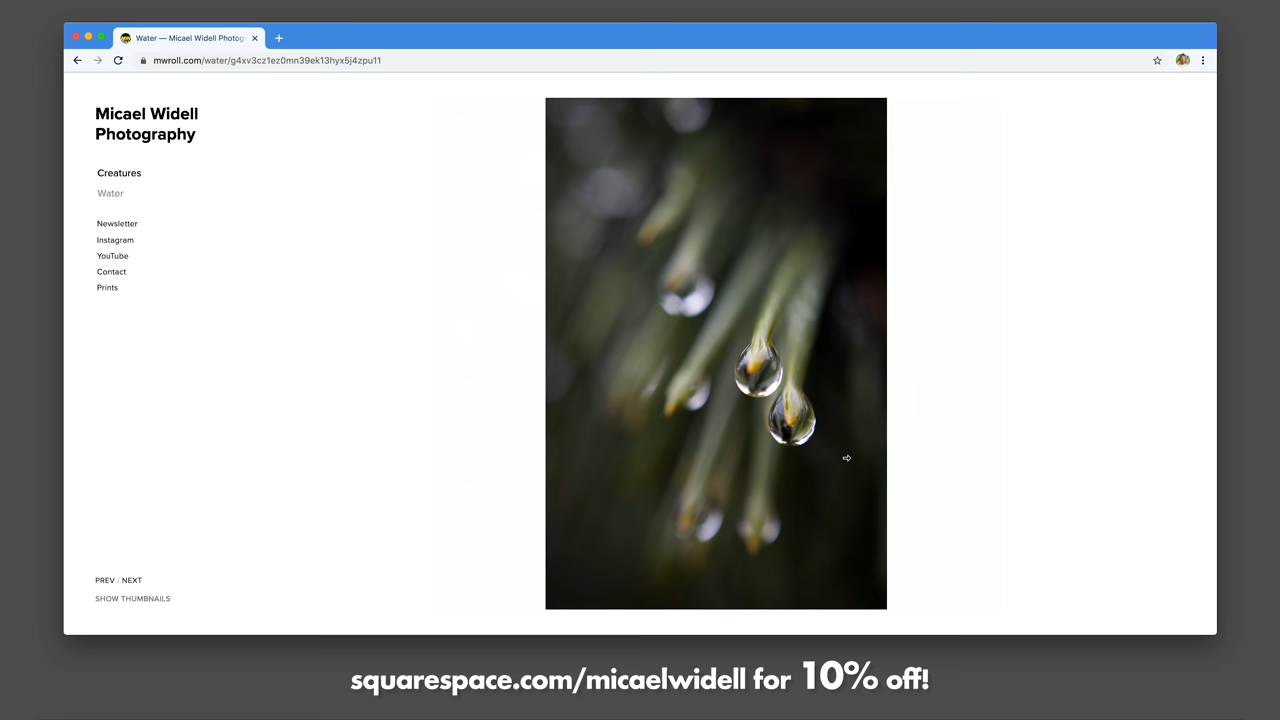 Water — Micael Widell Photog
mwroll.com/water/g4xv3cz1ez0mn39ek13hyx5j4zpu11
Micael Widell
Photography
Creatures
Water
Newsletter
Instagram
YouTube
Contact
Prints
PREV / NEXT
SHOW THUMBNAILS
squarespace.com/micaelwidell for 10% off!